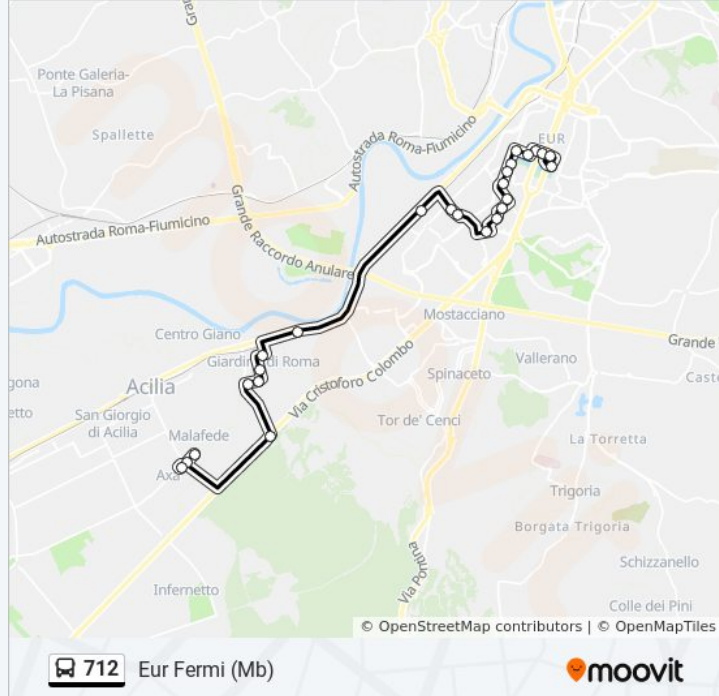 Gran
Ponte Galeria-
La Pisana
Spallette
Autostrada Roma-Fiumicino
EUR
Grande Raccordo Anulare
Autostrada Roma-Fiumicino
Mostacciano
Grande
Centro Giano
Giardini di Roma
Vallerano
Caste
gona
Acilia
Via Cristoforo Colombo
Spinaceto
etto
San Giorgio
di Acilia
Malafede
Tor de' Cenci
La Torretta
Axa
Trigoria
Borgata Trigoria
Via Pontina
Infernetto
Schizzanello
Colle dei Pini
© OpenStreetMap contributors | © OpenMapTiles
712 Eur Fermi (Mb)
moovit